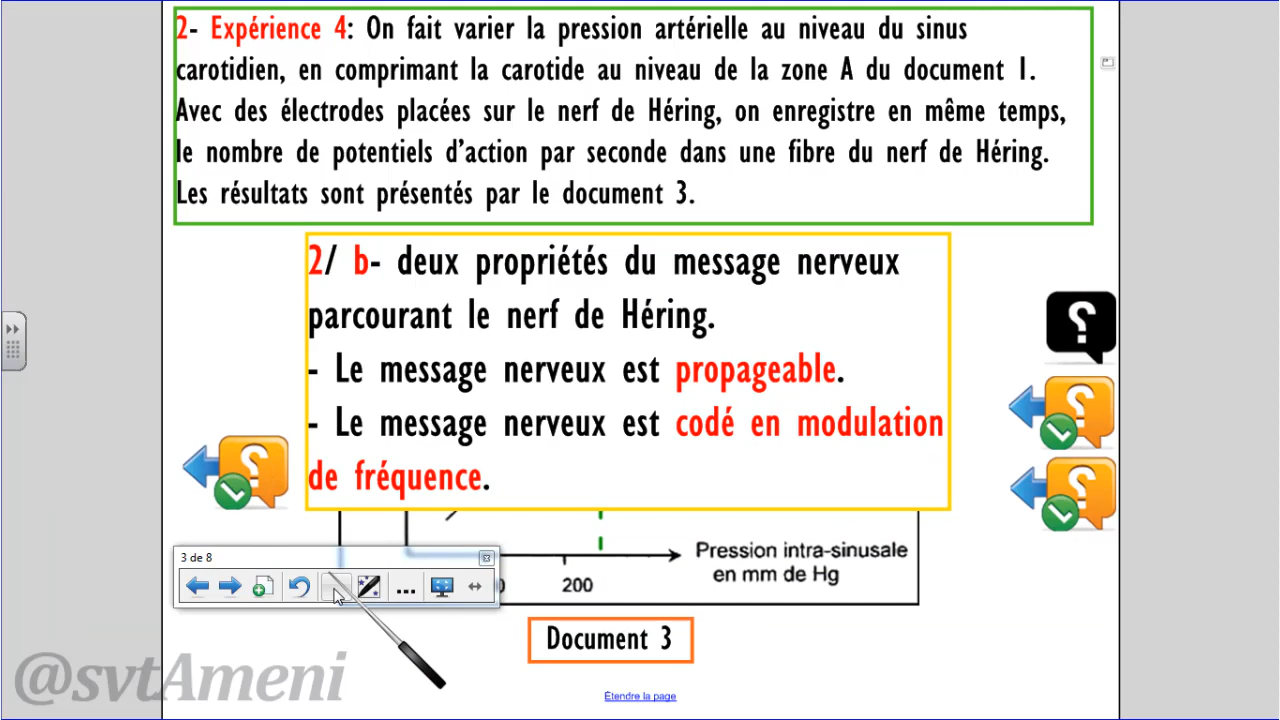 2- Expérience 4: On fait varier la pression artérielle au niveau du sinus
carotidien, en comprimant la carotide au niveau de la zone A du document 1.
Avec des électrodes placées sur le nerf de Héring, on enregistre en même temps,
le nombre de potentiels d'action par seconde dans une fibre du nerf de Héring.
Les résultats sont présentés par le document 3.
2/ b- deux propriétés du message nerveux
parcourant le nerf de Héring.
- Le message nerveux est propageable.
- Le message nerveux est codé en modulation
de fréquence.
Pression intra-sinusale
en mm de Hg
200
3 de 8
Document 3
@svtAmeni
Étendre la page